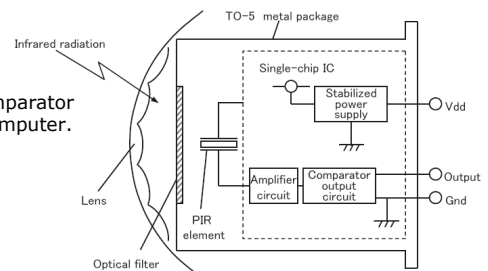 TO-5 metal package
Infrared radiation
Single-chip IC
Stabilized
power
supply
Vdd
mparator
mputer.
Amplifier
circuit
Comparator
output
circuit
Output
Gnd
Lens
PIR
element
Optical filter